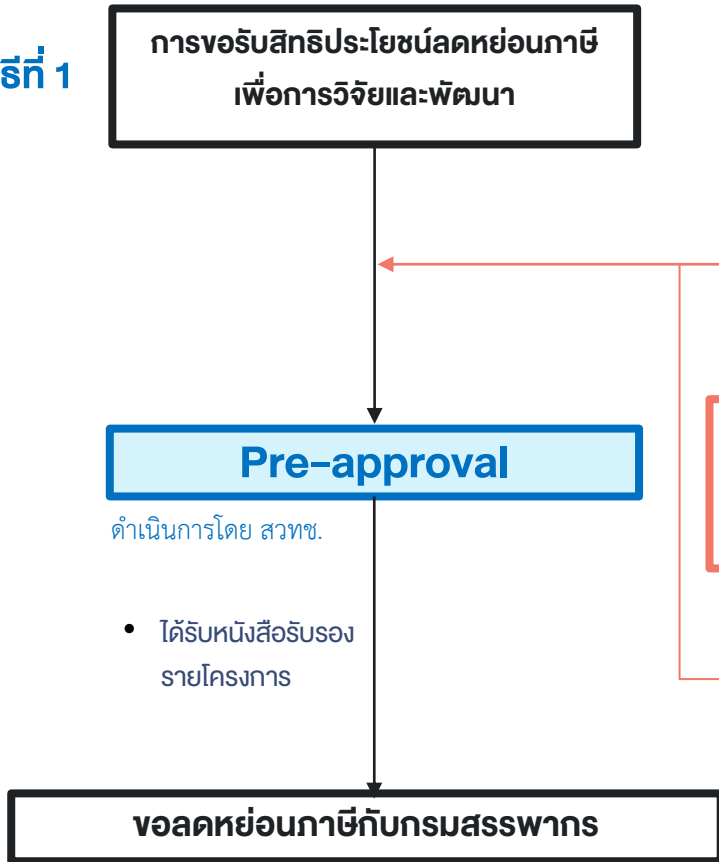 ธีที่ 1
การขอรับสิทธิประโยชน์ลดหย่อนภาษี
เพื่อการวิจัยและพัฒนา
Pre-approval
ดำเนินการโดย สวทช.
• ได้รับหนังสือรับรอง
รายโครงการ
ขอลดหย่อนภาษีกับกรมสรรพากร